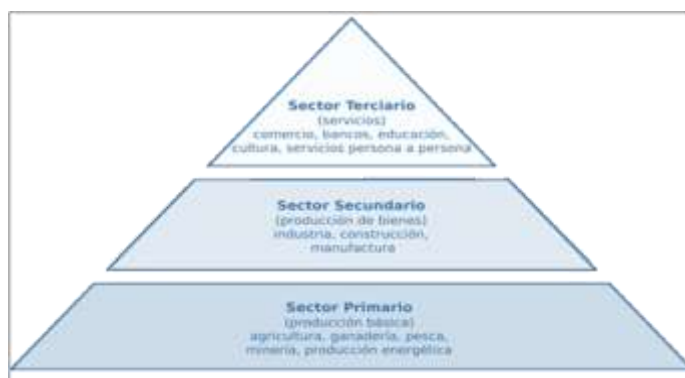 Sector Terciario
(servicios)
comercio, bancos, educación,
cultura, servicios persona a persona
Sector Secundario
(producción de bienes)
industria, construcción,
manufactura
Sector Primario
(producción básica)
agricultura, ganadería, pesca,
minería, producción energética